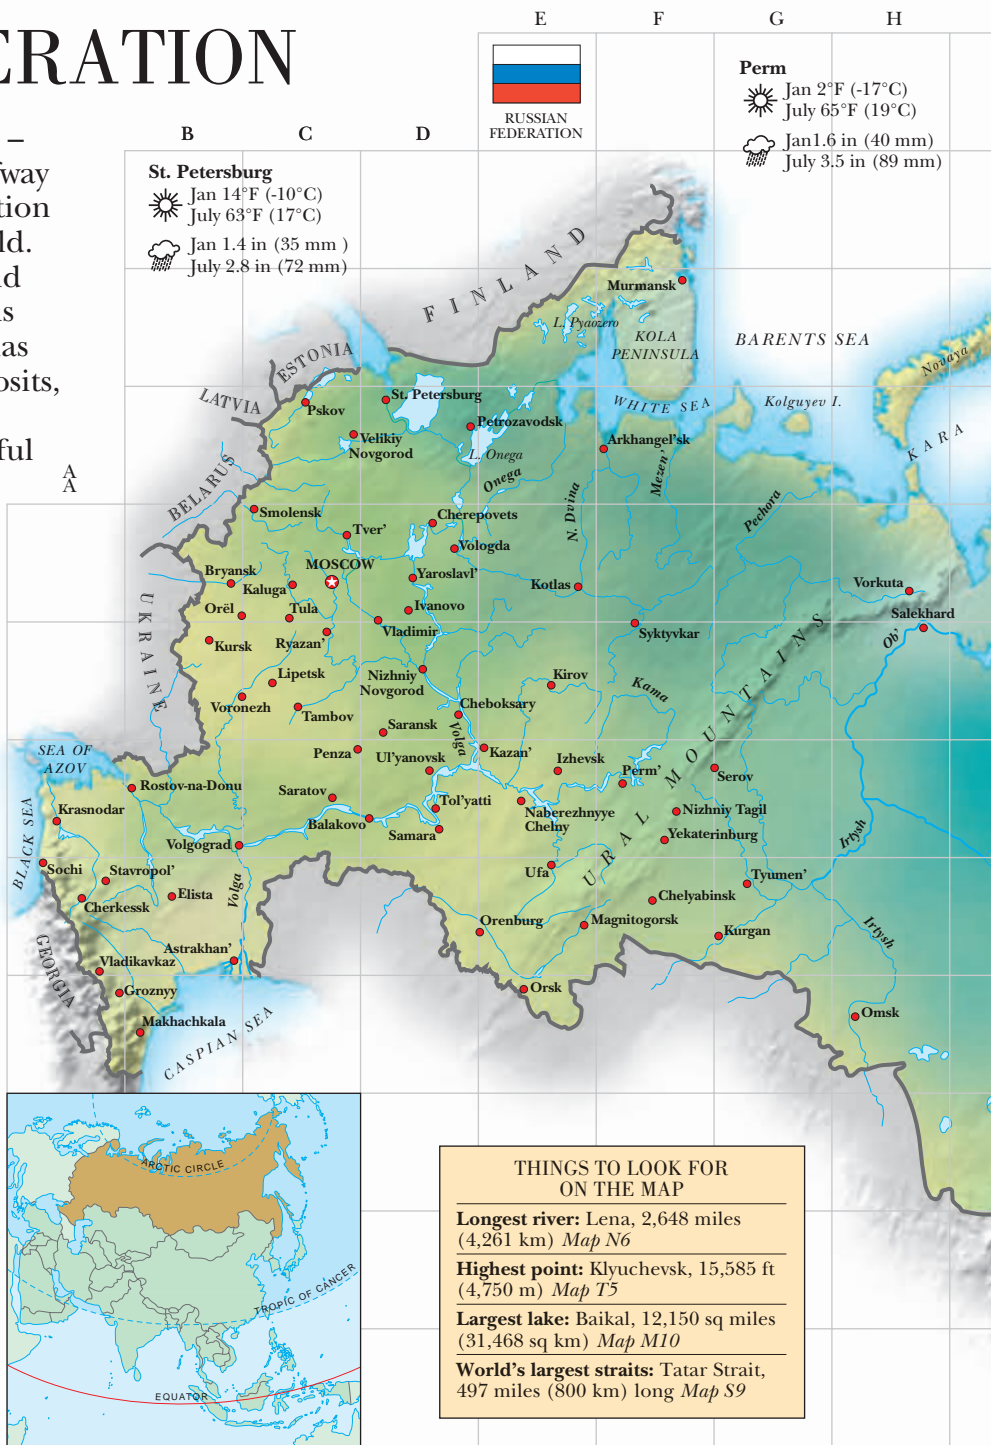 ERATION
–
fway
tion
ld.
nd
s
as
osits,
ful
A
A
B
C
D
E
F
G
H
RUSSIAN
FEDERATION
Perm
Jan 2°F (-17°C)
July 65°F (19°C)
Jan1.6 in (40 mm)
July 3.5 in (89 mm)
St. Petersburg
Jan 14°F (-10°C)
July 63°F (17°C)
Jan 1.4 in (35 mm )
July 2.8 in (72 mm)
FINLAND
ESTONIA
LATVIA
BELARUS
UKRAINE
GEORGIA
Murmansk
L. Pyaozero
KOLA
PENINSULA
BARENTS SEA
Novaya
WHITE SEA
Kolguyev I.
KARA
Pskov
St. Petersburg
Petrozavodsk
Velikiy
Novgorod
L. Onega
Onega
Arkhangel'sk
Mezen'
N. Dvina
Pechora
Smolensk
Tver'
Cherepovets
Vologda
MOSCOW
Bryansk
Kaluga
Yaroslavl'
Kotlas
Vorkuta
Salekhard
Ob'
Orël
Tula
Ivanovo
Vladimir
Syktyvkar
Kursk
Ryazan'
Lipetsk
Nizhniy
Novgorod
Kirov
Kama
URAL MOUNTAINS
Voronezh
Tambov
Cheboksary
Saransk
Volga
Penza
Ul'yanovsk
Kazan'
Izhevsk
Perm'
Serov
SEA OF
AZOV
Rostov-na-Donu
Saratov
Tol'yatti
Naberezhnyye
Chelny
Nizhniy Tagil
BLACK SEA
Krasnodar
Balakovo
Samara
Yekaterinburg
Irtysh
Volgograd
Sochi
Stavropol'
Ufa
Tyumen'
Cherkessk
Elista
Volga
Chelyabinsk
Orenburg
Magnitogorsk
Kurgan
Irtysh
Astrakhan'
Vladikavkaz
Groznyy
Orsk
Omsk
Makhachkala
CASPIAN SEA
ARCTIC CIRCLE
TROPIC OF CANCER
EQUATOR
THINGS TO LOOK FOR
ON THE MAP
Longest river: Lena, 2,648 miles
(4,261 km) Map N6
Highest point: Klyuchevsk, 15,585 ft
(4,750 m) Map T5
Largest lake: Baikal, 12,150 sq miles
(31,468 sq km) Map M10
World's largest straits: Tatar Strait,
497 miles (800 km) long Map S9